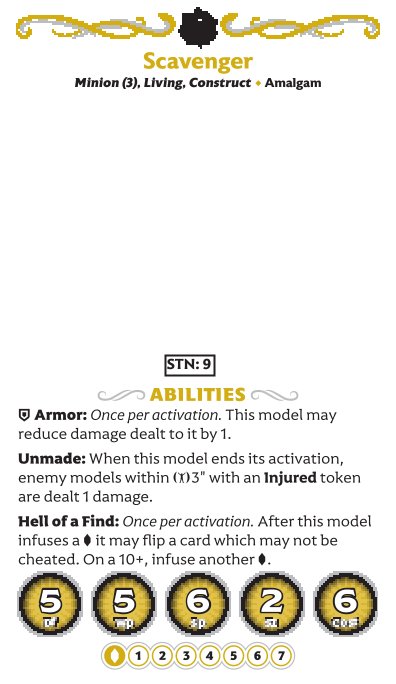 Scavenger
Minion (3), Living, Construct • Amalgam
STN: 9
ABILITIES
Armor: Once per activation. This model may
reduce damage dealt to it by 1.
Unmade: When this model ends its activation,
enemy models within 3" with an Injured token
are dealt 1 damage.
Hell of a Find: Once per activation. After this model
infuses a it may flip a card which may not be
cheated. On a 10+, infuse another .
5 5 6 2 6
df wp sp sz cost
1 2 3 4 5 6 7